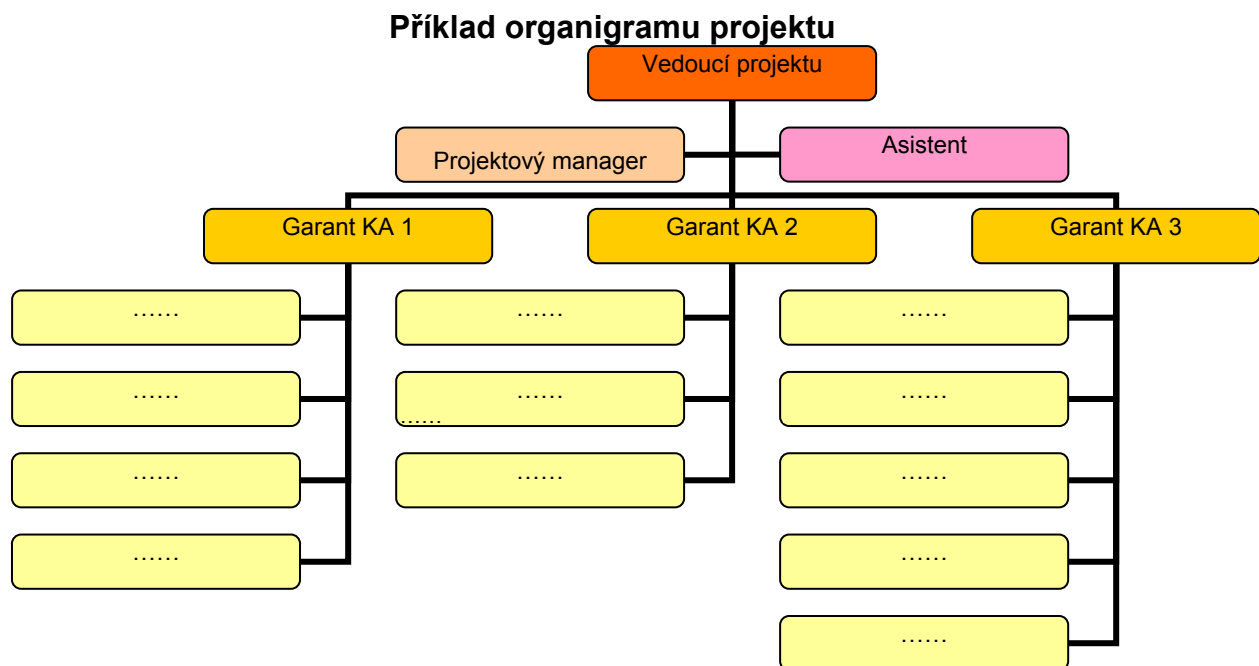 Příklad organigramu projektu
Vedoucí projektu
Projektový manager
Asistent
Garant KA 1
Garant KA 2
Garant KA 3
……
……
……
……
……
……
……
……
……
……
……
……
……